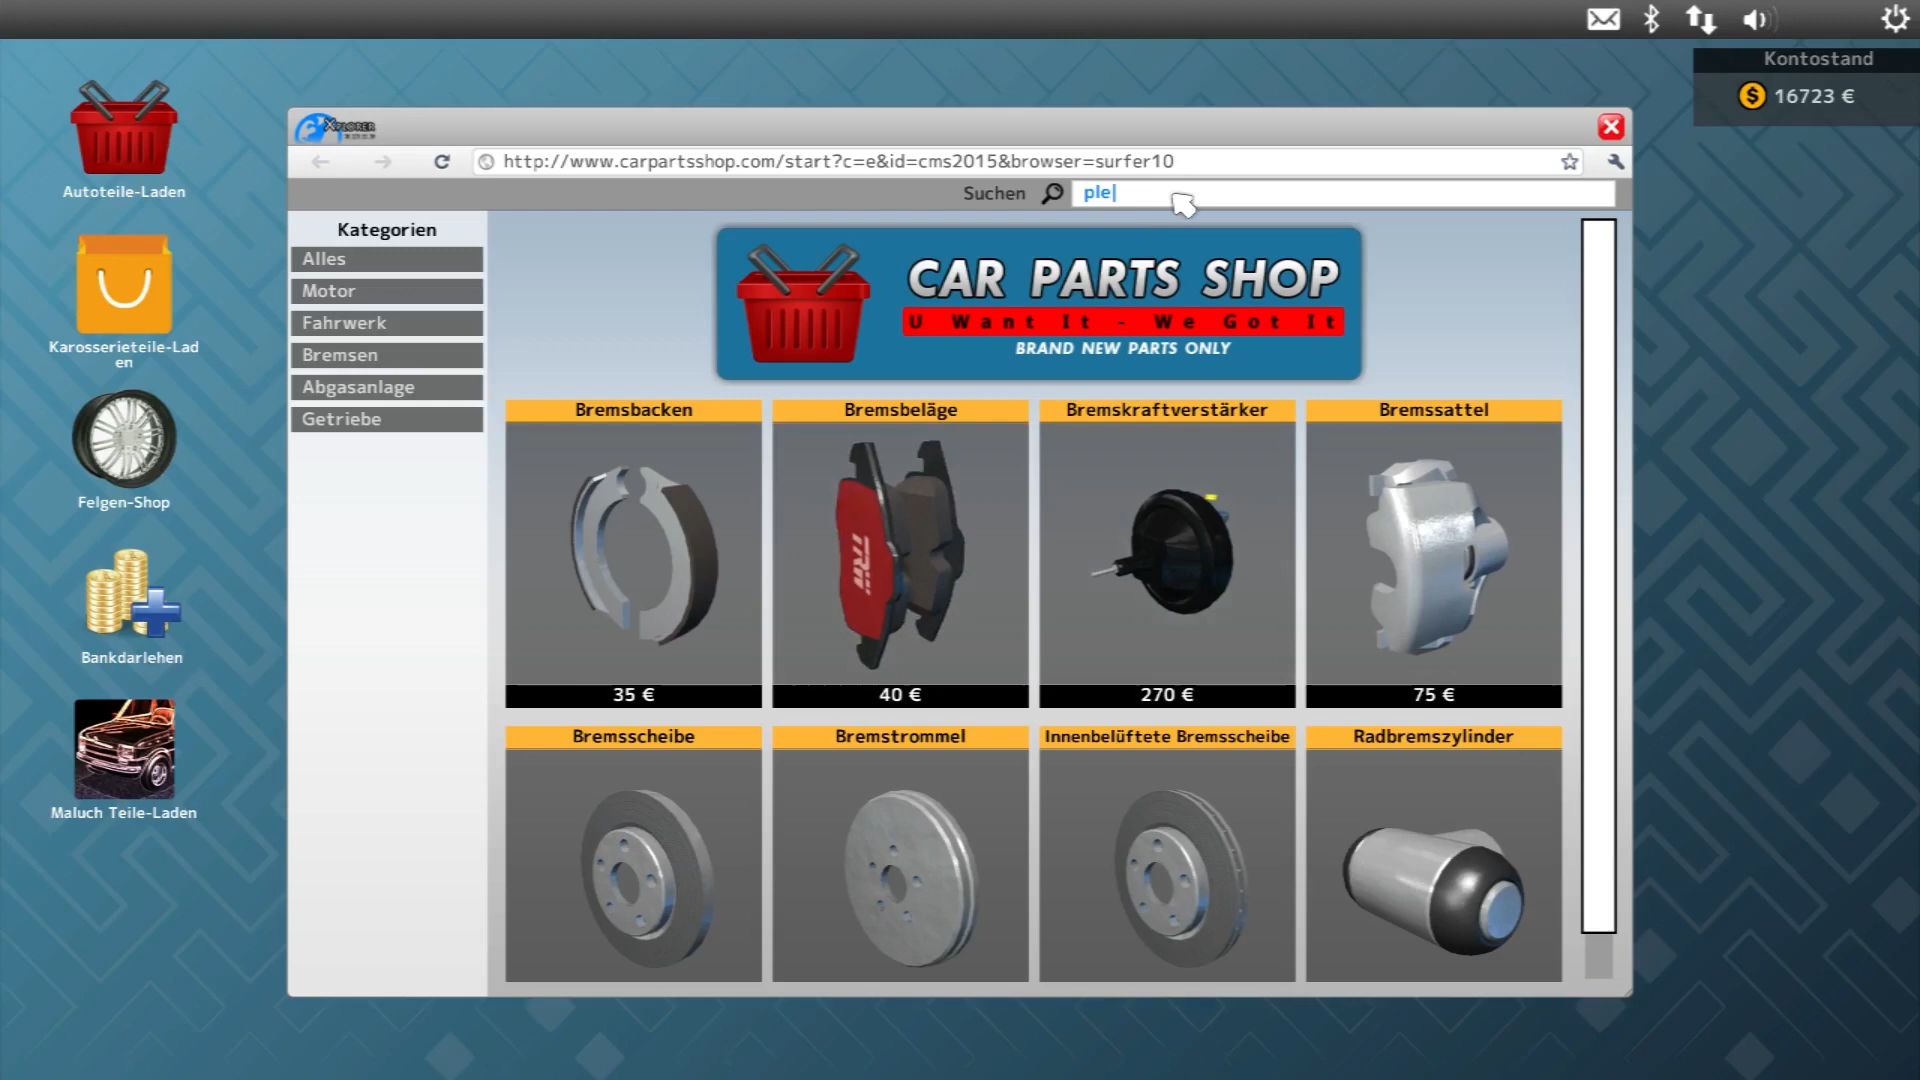 Kontostand
16723 €
Autoteile-Laden
Karosserieteile-Lad
en
Felgen-Shop
Bankdarlehen
Maluch Teile-Laden
XPLORER
http://www.carpartsshop.com/start?c=e&id=cms2015&browser=surfer10
Suchen ple
Kategorien
Alles
Motor
Fahrwerk
Bremsen
Abgasanlage
Getriebe
CAR PARTS SHOP
U Want It - We Got It
BRAND NEW PARTS ONLY
Bremsbacken
35 €
Bremsbeläge
TRW
40 €
Bremskraftverstärker
270 €
Bremssattel
75 €
Bremsscheibe
Bremstrommel
Innenbelüftete Bremsscheibe
Radbremszylinder